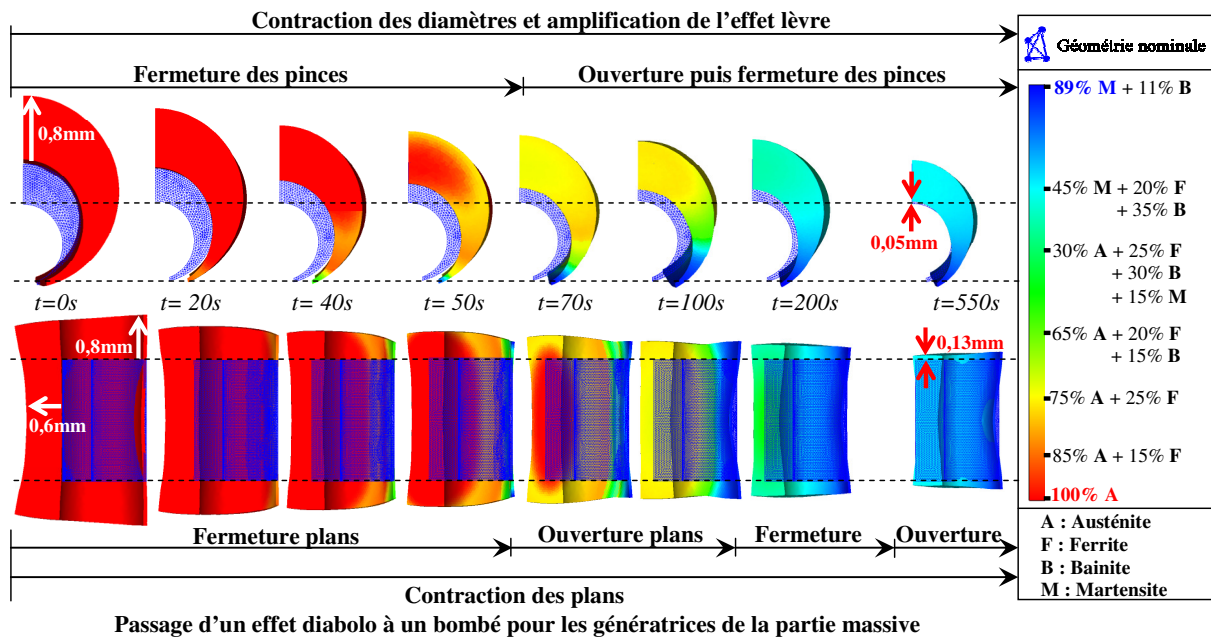 Contraction des diamètres et amplification de l'effet lèvre
Fermeture des pinces
Ouverture puis fermeture des pinces
0,8mm
0,05mm
t=0s
t= 20s
t= 40s
t= 50s
t=70s
t=100s
t=200s
t=550s
0,8mm
0,6mm
0,13mm
Fermeture plans
Ouverture plans
Fermeture
Ouverture
Contraction des plans
Passage d'un effet diabolo à un bombé pour les génératrices de la partie massive
Géométrie nominale
89% M + 11% B
45% M + 20% F
+ 35% B
30% A + 25% F
+ 30% B
+ 15% M
65% A + 20% F
+ 15% B
75% A + 25% F
85% A + 15% F
100% A
A : Austénite
F : Ferrite
B : Bainite
M : Martensite